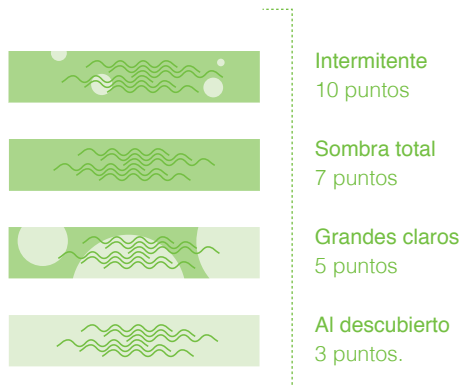 Intermitente
10 puntos
Sombra total
7 puntos
Grandes claros
5 puntos
Al descubierto
3 puntos.